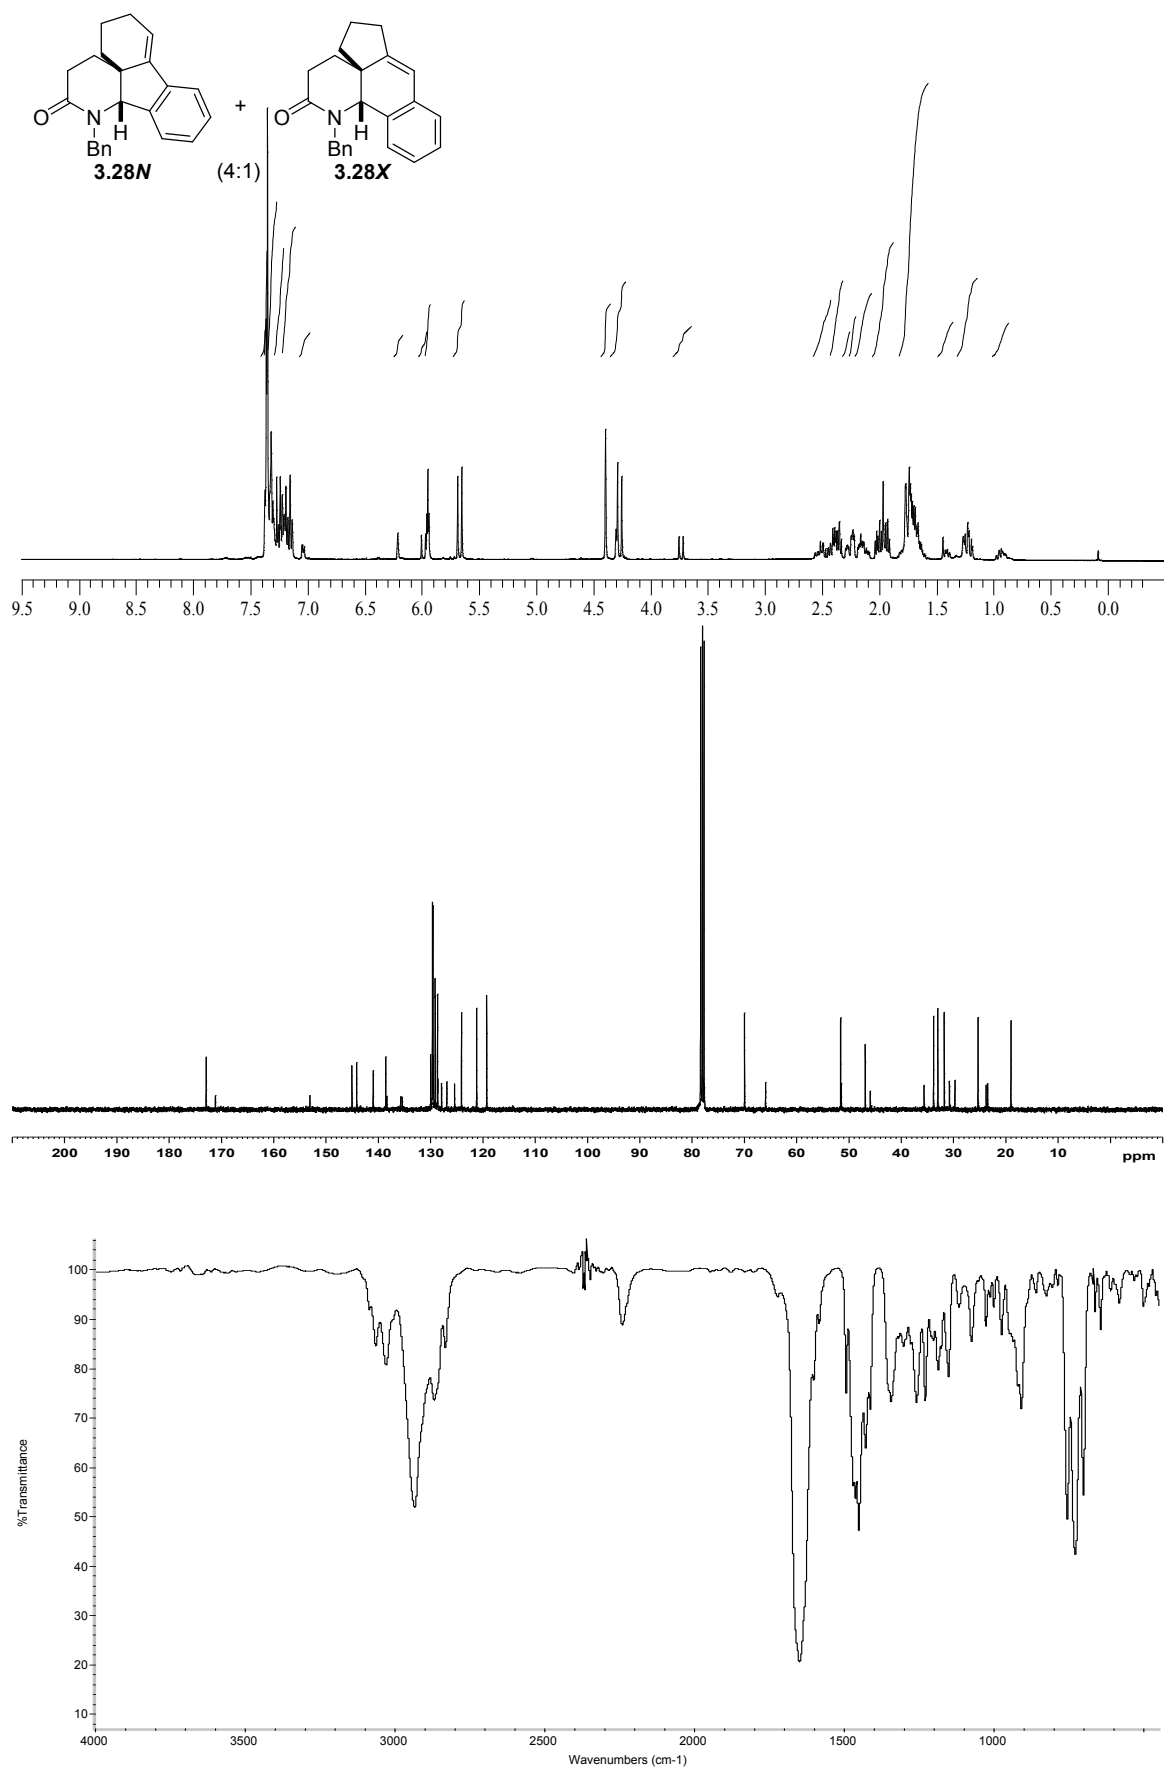 O
N
H
Bn
3.28N
+
(4:1)
O
N
H
Bn
3.28X
9.5 9.0 8.5 8.0 7.5 7.0 6.5 6.0 5.5 5.0 4.5 4.0 3.5 3.0 2.5 2.0 1.5 1.0 0.5 0.0
200 190 180 170 160 150 140 130 120 110 100 90 80 70 60 50 40 30 20 10 ppm
100
90
80
70
60
50
40
30
20
10
%Transmittance
4000 3500 3000 2500 2000 1500 1000
Wavenumbers (cm-1)